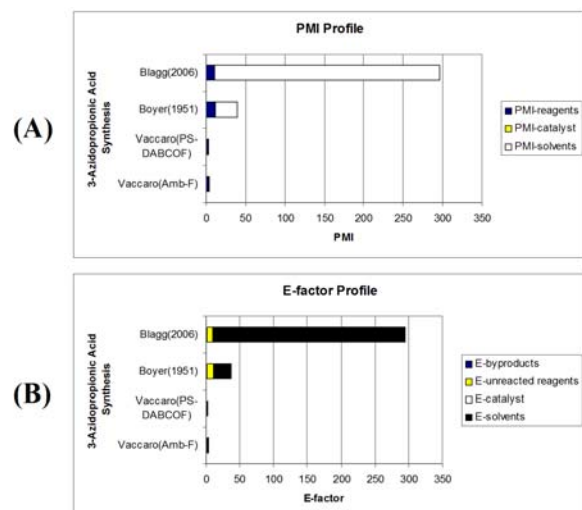 (A)
PMI Profile
3-Azidopropionic Acid
Synthesis
Blagg(2006)
Boyer(1951)
Vaccaro(PS-
DABCOF)
Vaccaro(Amb-F)
0 50 100 150 200 250 300 350
PMI
PMI-reagents
PMI-catalyst
PMI-solvents
(B)
E-factor Profile
3-Azidopropionic Acid
Synthesis
Blagg(2006)
Boyer(1951)
Vaccaro(PS-
DABCOF)
Vaccaro(Amb-F)
0 50 100 150 200 250 300 350
E-factor
E-byproducts
E-unreacted reagents
E-catalyst
E-solvents